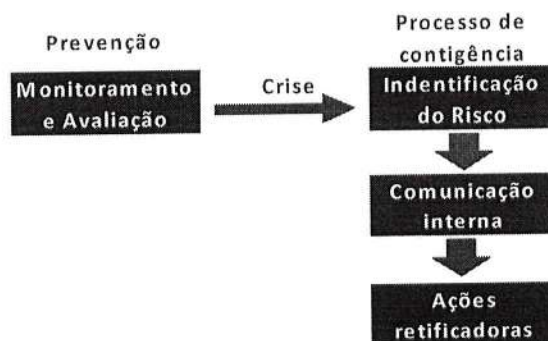 Prevenção
Monitoramento
e Avaliação
Crise
Processo de
contigência
Indentificação
do Risco
Comunicação
interna
Ações
retificadoras